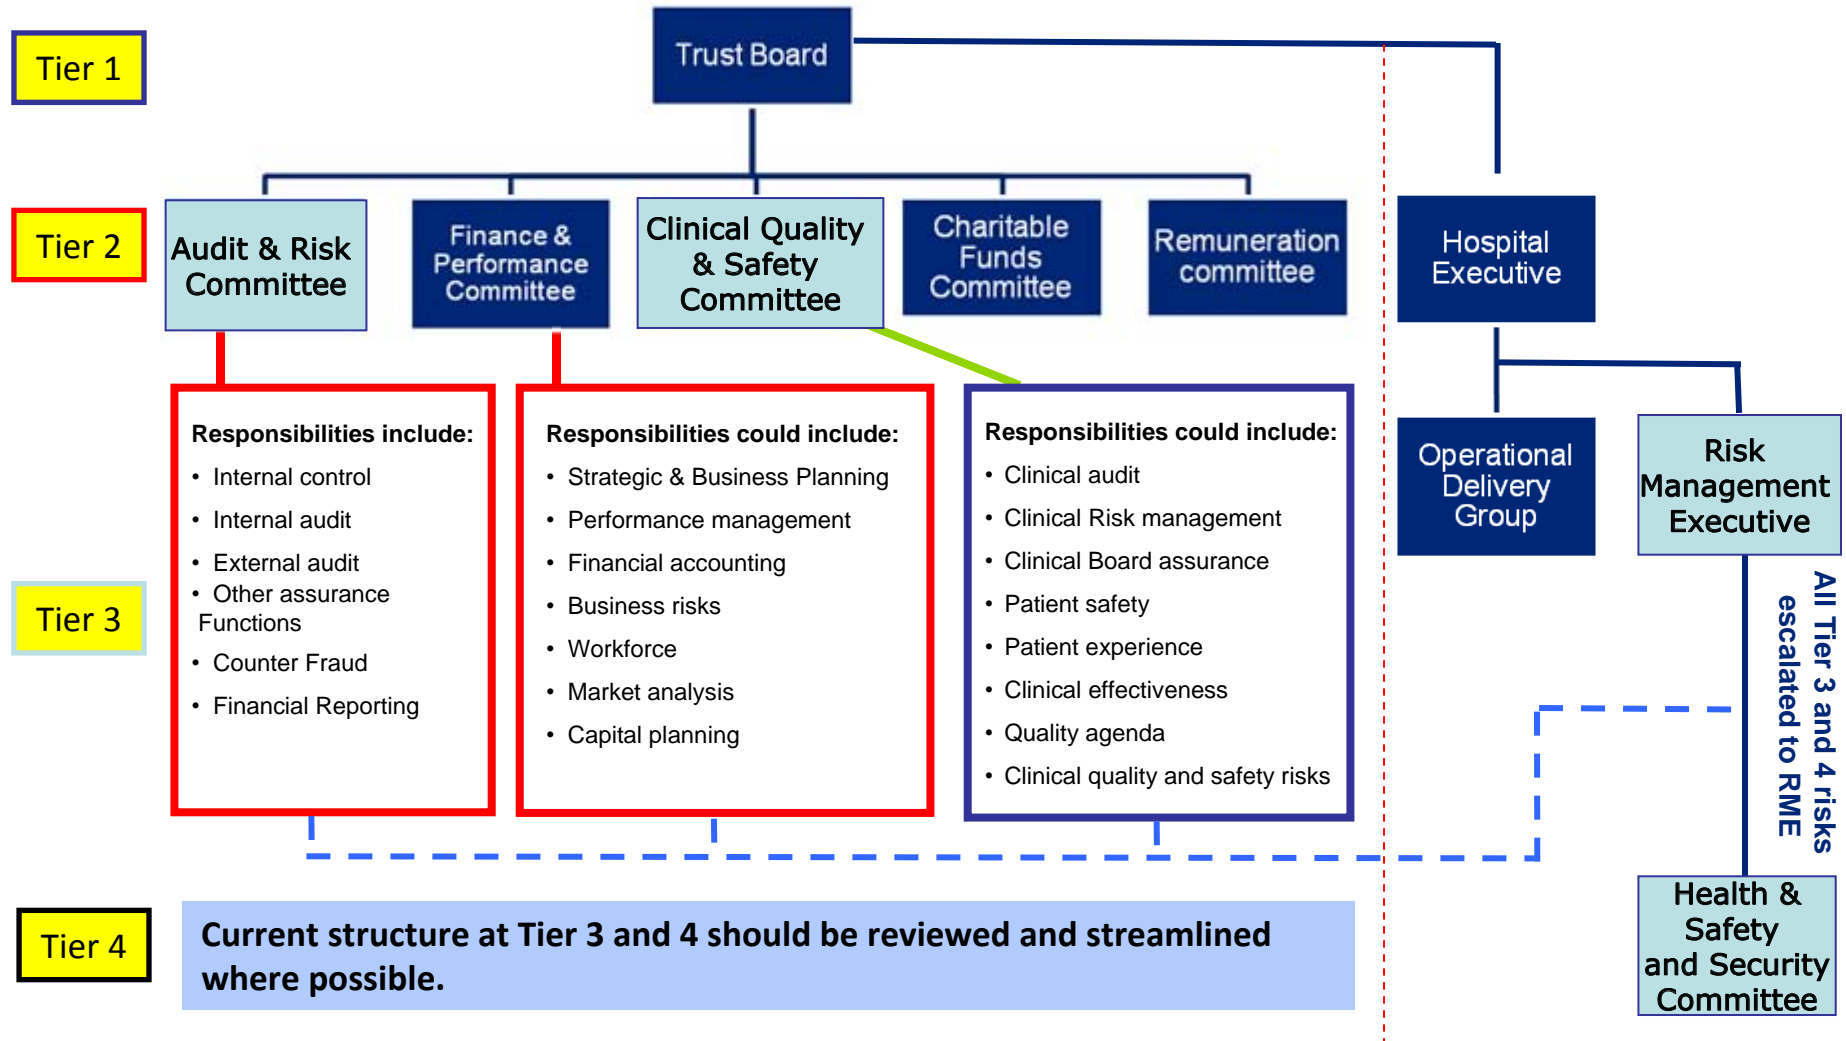 Tier 1
Trust Board
Tier 2
Audit & Risk
Committee
Finance &
Performance
Committee
Clinical Quality
& Safety
Committee
Charitable
Funds
Committee
Remuneration
committee
Hospital
Executive
Tier 3
Responsibilities include:
• Internal control
• Internal audit
• External audit
• Other assurance
Functions
• Counter Fraud
• Financial Reporting
Responsibilities could include:
• Strategic & Business Planning
• Performance management
• Financial accounting
• Business risks
• Workforce
• Market analysis
• Capital planning
Responsibilities could include:
• Clinical audit
• Clinical Risk management
• Clinical Board assurance
• Patient safety
• Patient experience
• Clinical effectiveness
• Quality agenda
• Clinical quality and safety risks
Operational
Delivery
Group
Risk
Management
Executive
All Tier 3 and 4 risks
escalated to RME
Tier 4
Current structure at Tier 3 and 4 should be reviewed and streamlined
where possible.
Health &
Safety
and Security
Committee